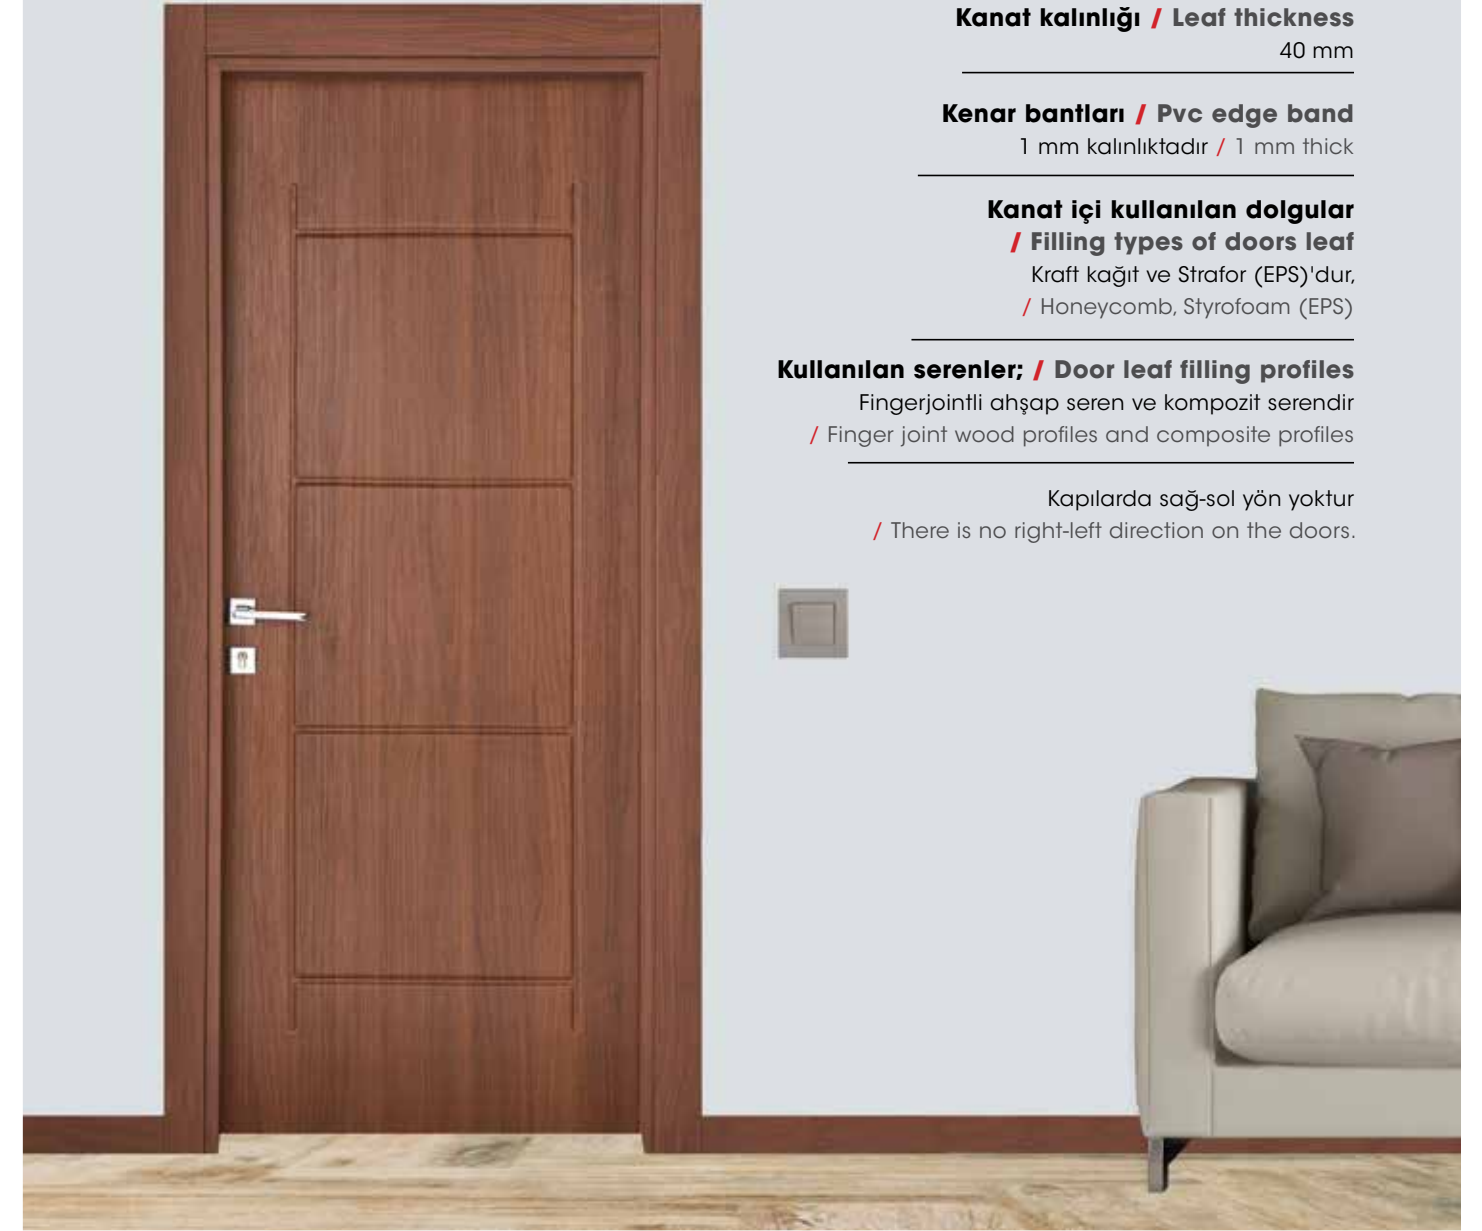 Kanat kalınlığı / Leaf thickness
40 mm
Kenar bantları / Pvc edge band
1 mm kalınlıktadır / 1 mm thick
Kanat içi kullanılan dolgular
/ Filling types of doors leaf
Kraft kağıt ve Strafor (EPS)'dur,
/ Honeycomb, Styrofoam (EPS)
Kullanılan serenler; / Door leaf filling profiles
Fingerjointli ahşap seren ve kompozit serendir
/ Finger joint wood profiles and composite profiles
Kapılarda sağ-sol yön yoktur
/ There is no right-left direction on the doors.